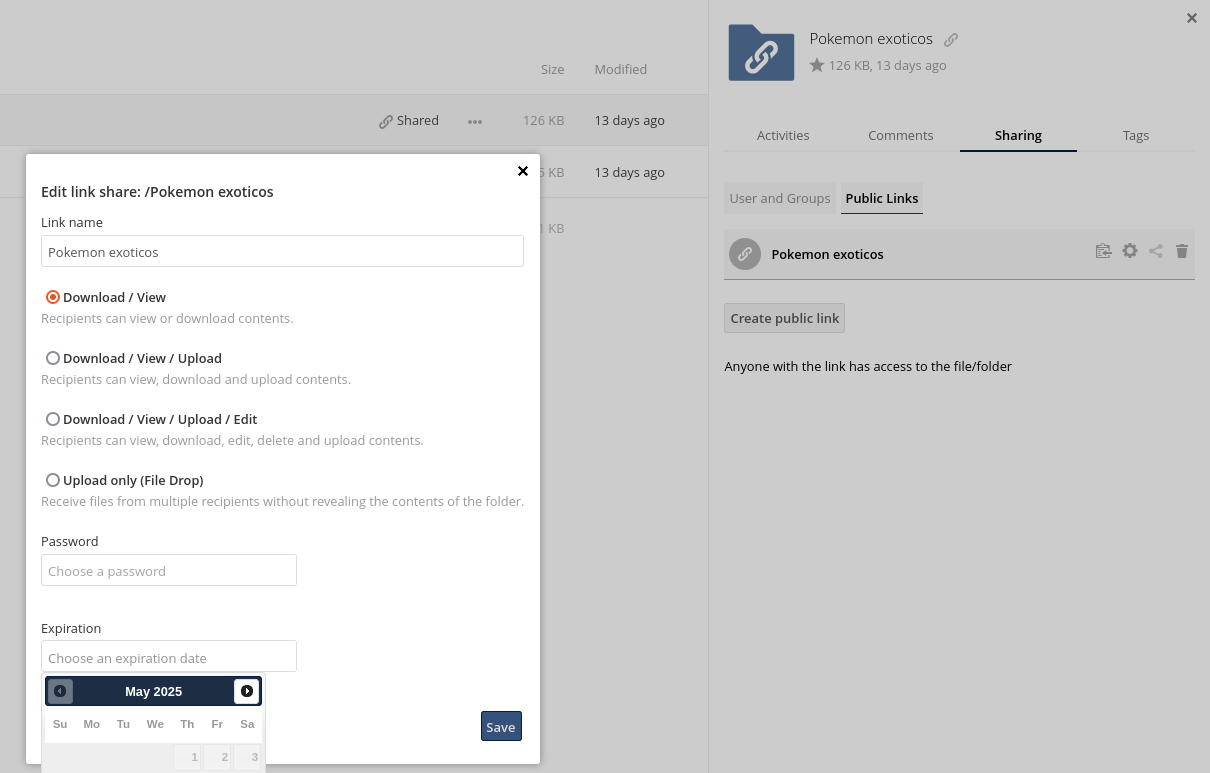 Size Modified
Shared ••• 126 KB 13 days ago
KB 13 days ago
KB
Edit link share: /Pokemon exoticos
Link name
Pokemon exoticos
Download / View
Recipients can view or download contents.
Download / View / Upload
Recipients can view, download and upload contents.
Download / View / Upload / Edit
Recipients can view, download, edit, delete and upload contents.
Upload only (File Drop)
Receive files from multiple recipients without revealing the contents of the folder.
Password
Choose a password
Expiration
Choose an expiration date
May 2025
Su Mo Tu We Th Fr Sa
1 2 3
Save
Pokemon exoticos
126 KB, 13 days ago
Activities Comments Sharing Tags
User and Groups Public Links
Pokemon exoticos
Create public link
Anyone with the link has access to the file/folder